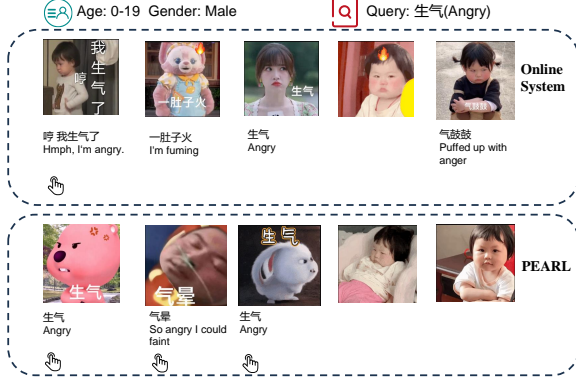 Age: 0-19 Gender: Male
Query: 生气(Angry)
我生气了
哼
一肚子火
生气
气鼓鼓
Online
System
哼 我生气了
Hmph, I'm angry.
一肚子火
I'm fuming
生气
Angry
气鼓鼓
Puffed up with
anger
生气
气晕
生气
PEARL
生气
Angry
气晕
So angry I could
faint
生气
Angry